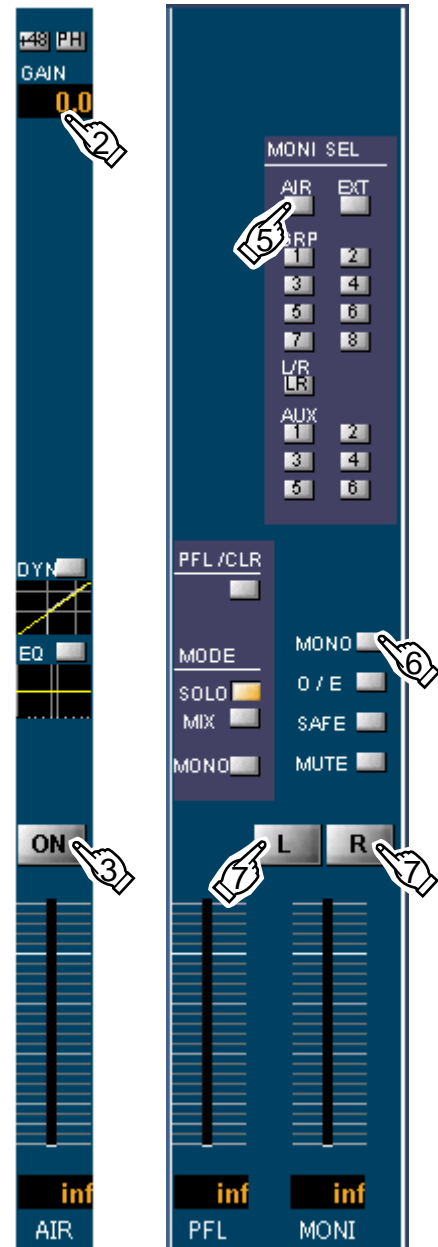 +48 PH
GAIN
0.0
2
DYN
EQ
ON
3
inf
AIR
MONI SEL
AIR EXT
5
GRP
1 2
3 4
5 6
7 8
L/R
LR
AUX
1 2
3 4
5 6
PFL/CLR
MODE
SOLO
MIX
MONO
MONO
6
O/E
SAFE
MUTE
L R
7 7
inf inf
PFL MONI